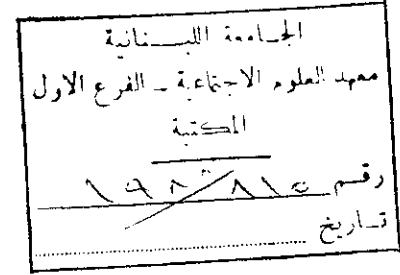 الجامعة اللبنانية
معهد العلوم الاجتماعية - الفرع الاول
المكتبة
رقم
تاريخ